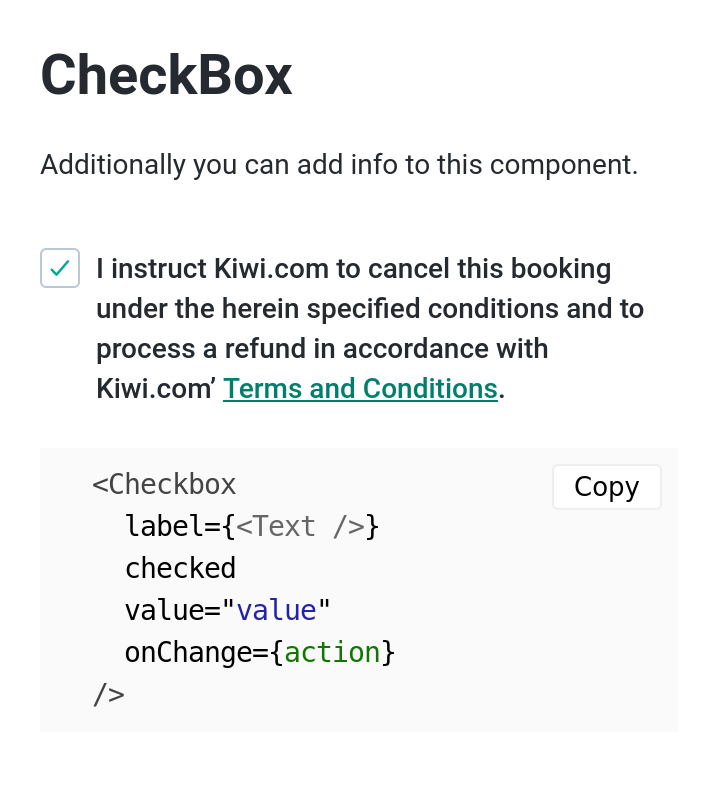 CheckBox
Additionally you can add info to this component.
I instruct Kiwi.com to cancel this booking
under the herein specified conditions and to
process a refund in accordance with
Kiwi.com’ Terms and Conditions.
Copy
<Checkbox
  label={<Text />}
  checked
  value="value"
  onChange={action}
/>